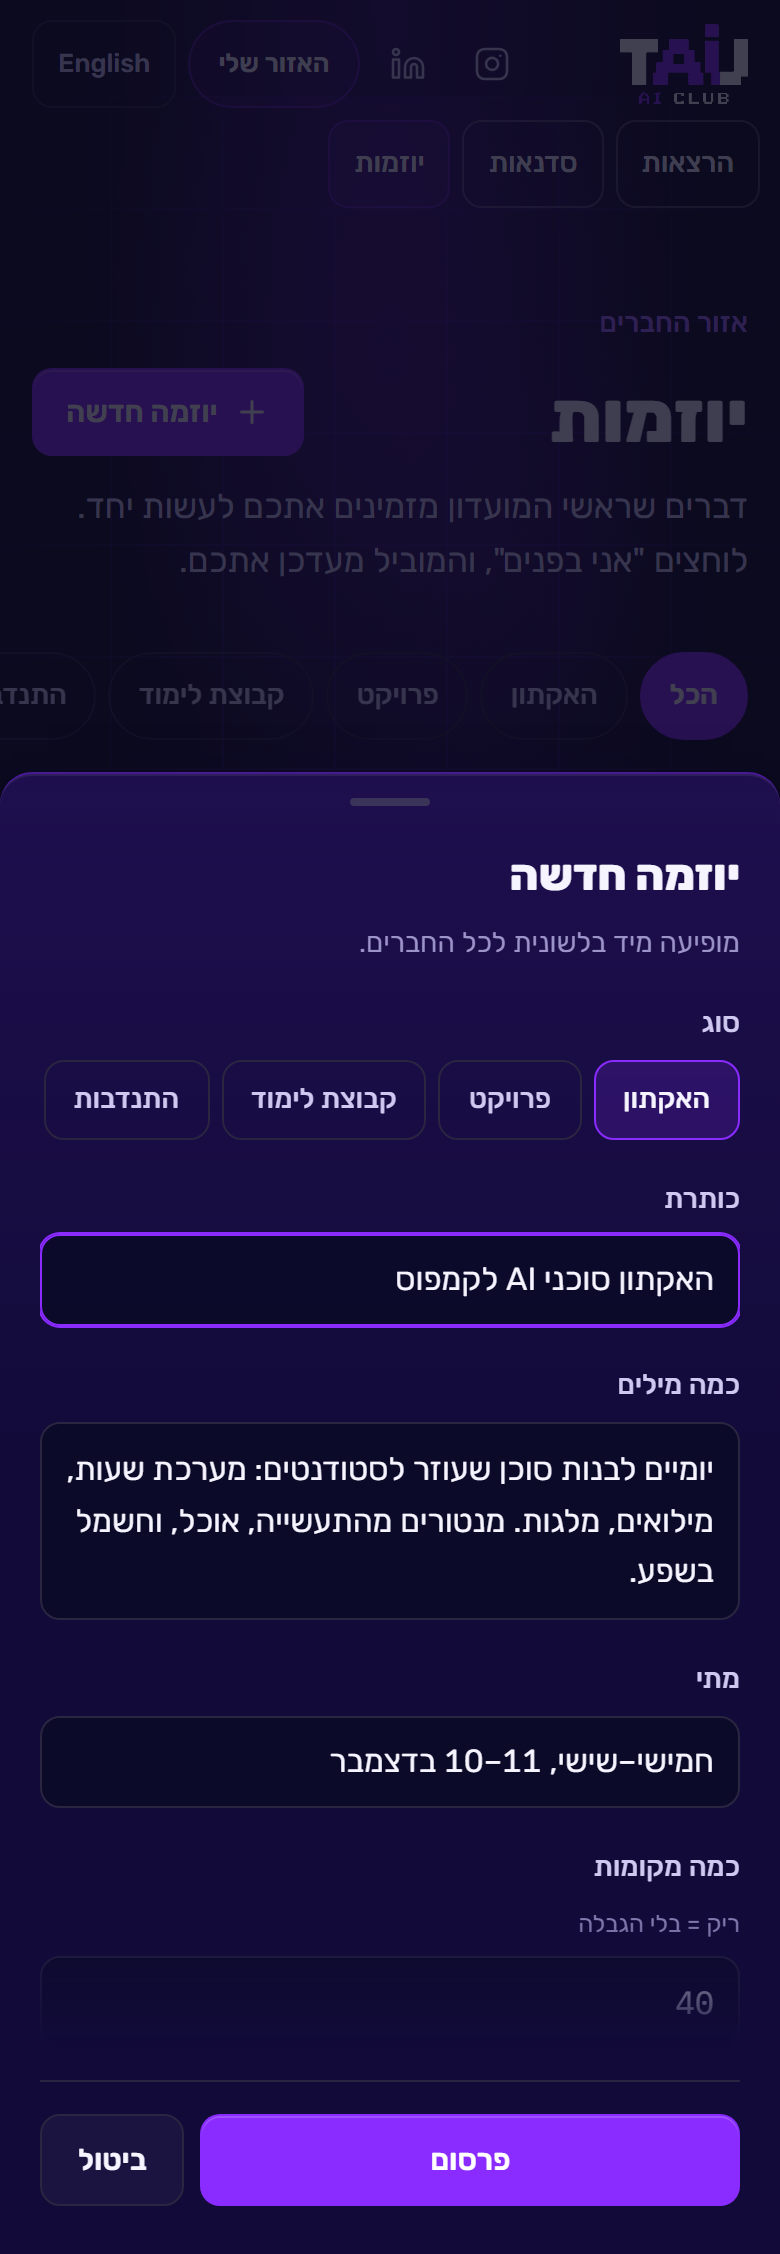 TAU
AI CLUB
האזור שלי
English
הרצאות
סדנאות
יוזמות
אזור החברים
יוזמות
יוזמה חדשה
דברים שראשי המועדון מזמינים אתכם לעשות יחד.
לוחצים "אני בפנים", והמוביל מעדכן אתכם.
הכל
האקתון
פרויקט
קבוצת לימוד
התנדב
יוזמה חדשה
מופיעה מיד בלשונית לכל החברים.
סוג
האקתון
פרויקט
קבוצת לימוד
התנדבות
כותרת
האקתון סוכני AI לקמפוס
כמה מילים
יומיים לבנות סוכן שעוזר לסטודנטים: מערכת שעות,
מילואים, מלגות. מנטורים מהתעשייה, אוכל, וחשמל
בשפע.
מתי
חמישי–שישי, 10–11 בדצמבר
כמה מקומות
ריק = בלי הגבלה
40
פרסום
ביטול